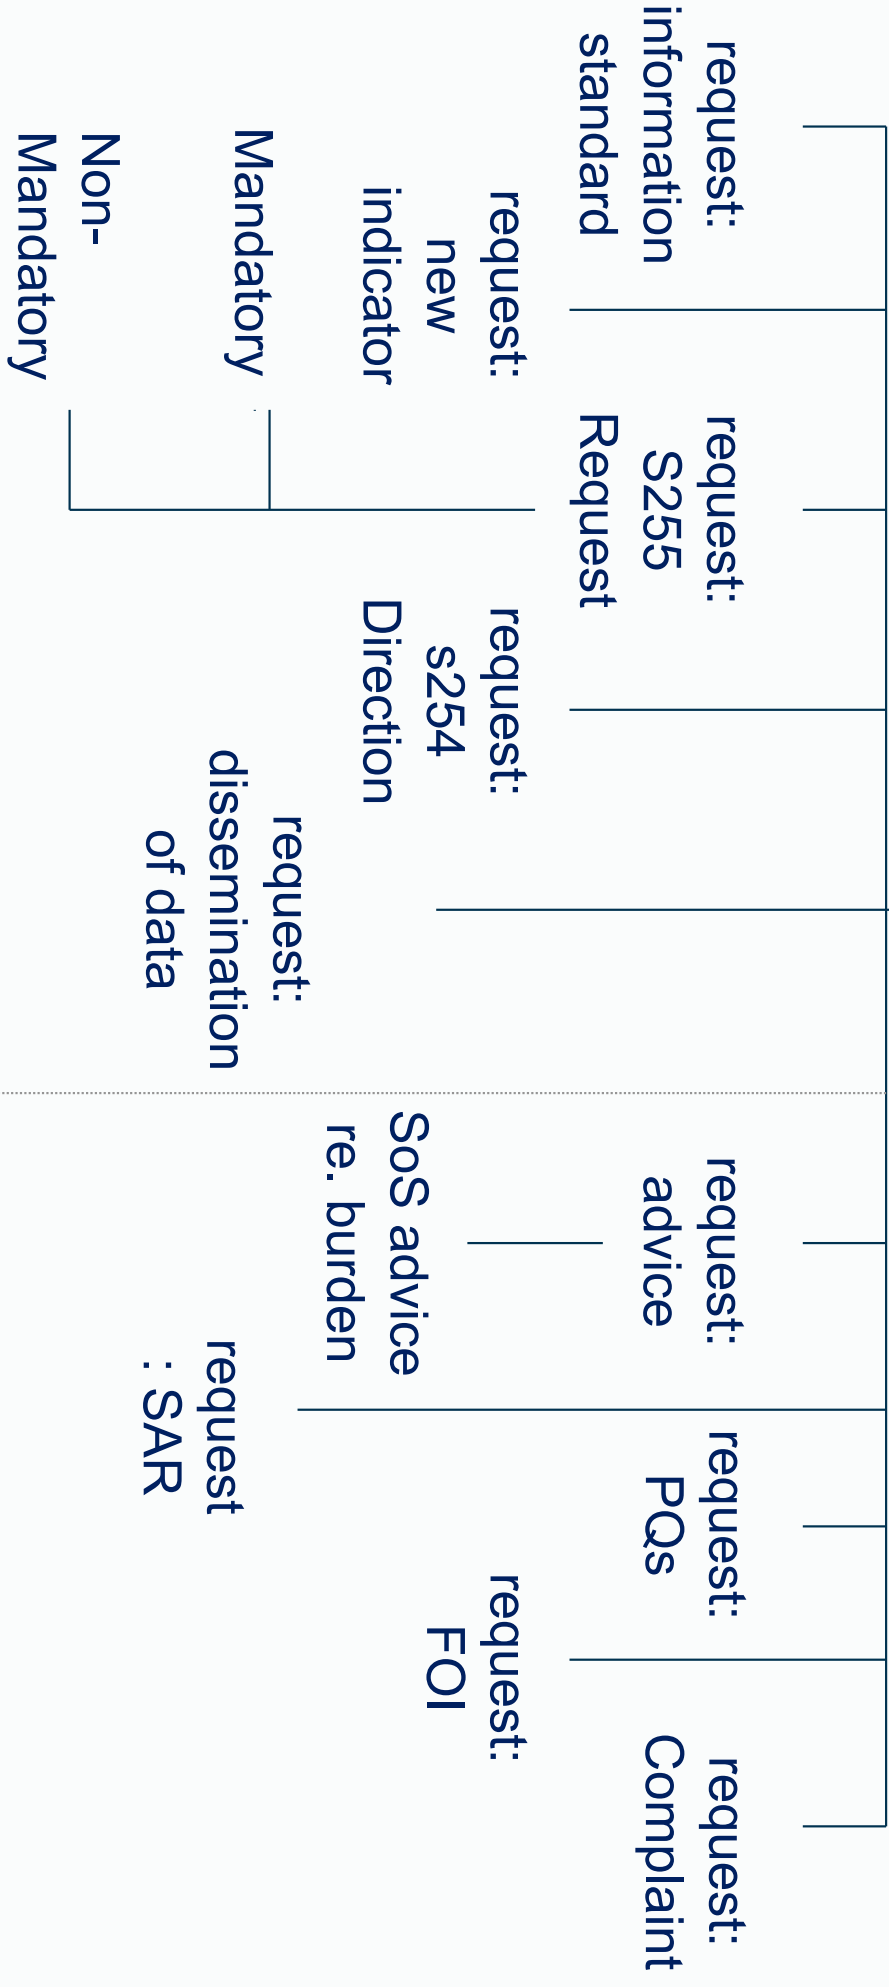 request:
information
standard
request:
new
indicator
request:
S255
Request
Mandatory
Non-
Mandatory
request:
s254
Direction
request:
dissemination
of data
request:
advice
SoS advice
re. burden
request
: SAR
request:
PQs
request:
FOI
request:
Complaint